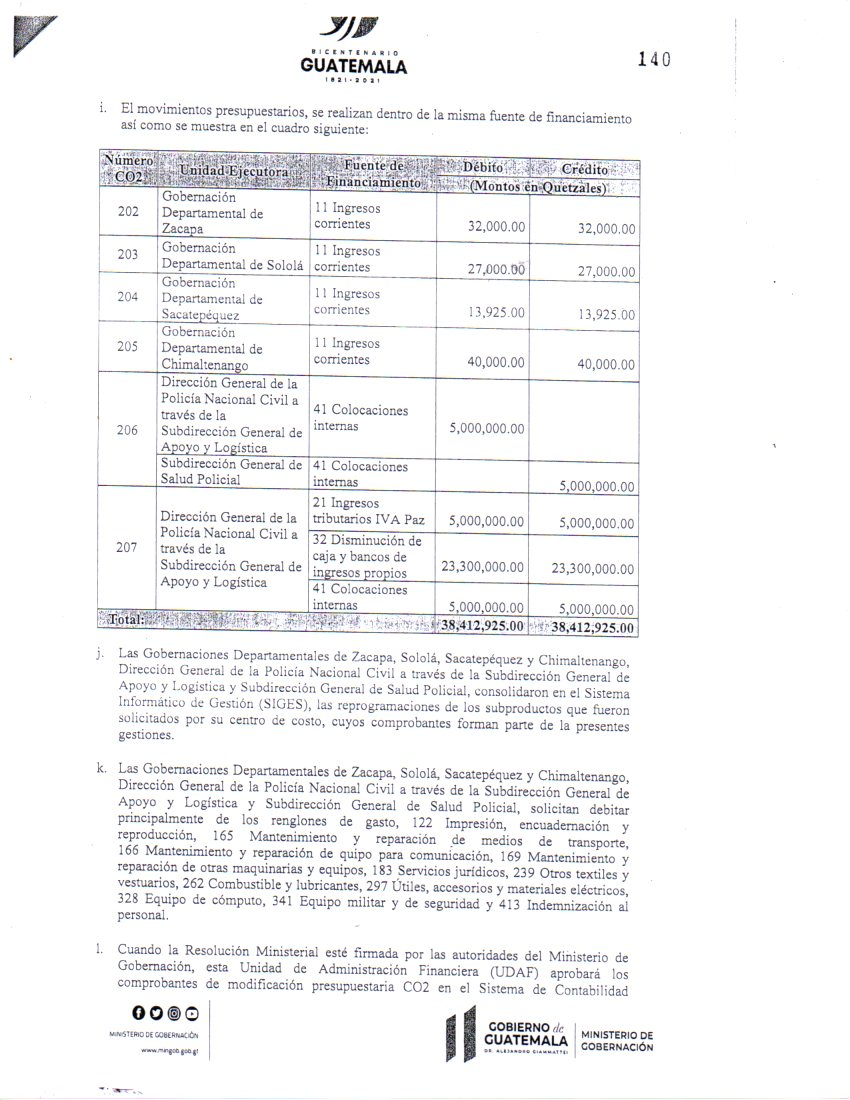 BICENTENARIO
GUATEMALA
1821-2021
140
i. El movimientos presupuestarios, se realizan dentro de la misma fuente de financiamiento
así como se muestra en el cuadro siguiente:
Número CO2 Unidad Ejecutora Fuente de Financiamiento Débito Crédito
(Montos en Quetzales)
202 Gobernación Departamental de Zacapa 11 Ingresos corrientes 32,000.00 32,000.00
203 Gobernación Departamental de Sololá 11 Ingresos corrientes 27,000.00 27,000.00
204 Gobernación Departamental de Sacatepéquez 11 Ingresos corrientes 13,925.00 13,925.00
205 Gobernación Departamental de Chimaltenango 11 Ingresos corrientes 40,000.00 40,000.00
206 Dirección General de la Policía Nacional Civil a través de la Subdirección General de Apoyo y Logística 41 Colocaciones internas 5,000,000.00
Subdirección General de Salud Policial 41 Colocaciones internas 5,000,000.00
207 Dirección General de la Policía Nacional Civil a través de la Subdirección General de Apoyo y Logística 21 Ingresos tributarios IVA Paz 5,000,000.00 5,000,000.00
32 Disminución de caja y bancos de ingresos propios 23,300,000.00 23,300,000.00
41 Colocaciones internas 5,000,000.00 5,000,000.00
Total: 38,412,925.00 38,412,925.00
j. Las Gobernaciones Departamentales de Zacapa, Sololá, Sacatepéquez y Chimaltenango,
Dirección General de la Policía Nacional Civil a través de la Subdirección General de
Apoyo y Logística y Subdirección General de Salud Policial, consolidaron en el Sistema
Informático de Gestión (SIGES), las reprogramaciones de los subproductos que fueron
solicitados por su centro de costo, cuyos comprobantes forman parte de la presentes
gestiones.
k. Las Gobernaciones Departamentales de Zacapa, Sololá, Sacatepéquez y Chimaltenango,
Dirección General de la Policía Nacional Civil a través de la Subdirección General de
Apoyo y Logística y Subdirección General de Salud Policial, solicitan debitar
principalmente de los renglones de gasto, 122 Impresión, encuadernación y
reproducción, 165 Mantenimiento y reparación de medios de transporte,
166 Mantenimiento y reparación de quipo para comunicación, 169 Mantenimiento y
reparación de otras maquinarias y equipos, 183 Servicios jurídicos, 239 Otros textiles y
vestuarios, 262 Combustible y lubricantes, 297 Útiles, accesorios y materiales eléctricos,
328 Equipo de cómputo, 341 Equipo militar y de seguridad y 413 Indemnización al
personal.
l. Cuando la Resolución Ministerial esté firmada por las autoridades del Ministerio de
Gobernación, esta Unidad de Administración Financiera (UDAF) aprobará los
comprobantes de modificación presupuestaria CO2 en el Sistema de Contabilidad
MINISTERIO DE GOBERNACIÓN
www.mingob.gob.gt
GOBIERNO de
GUATEMALA
DR. ALEJANDRO GIAMMATTEI
MINISTERIO DE
GOBERNACIÓN